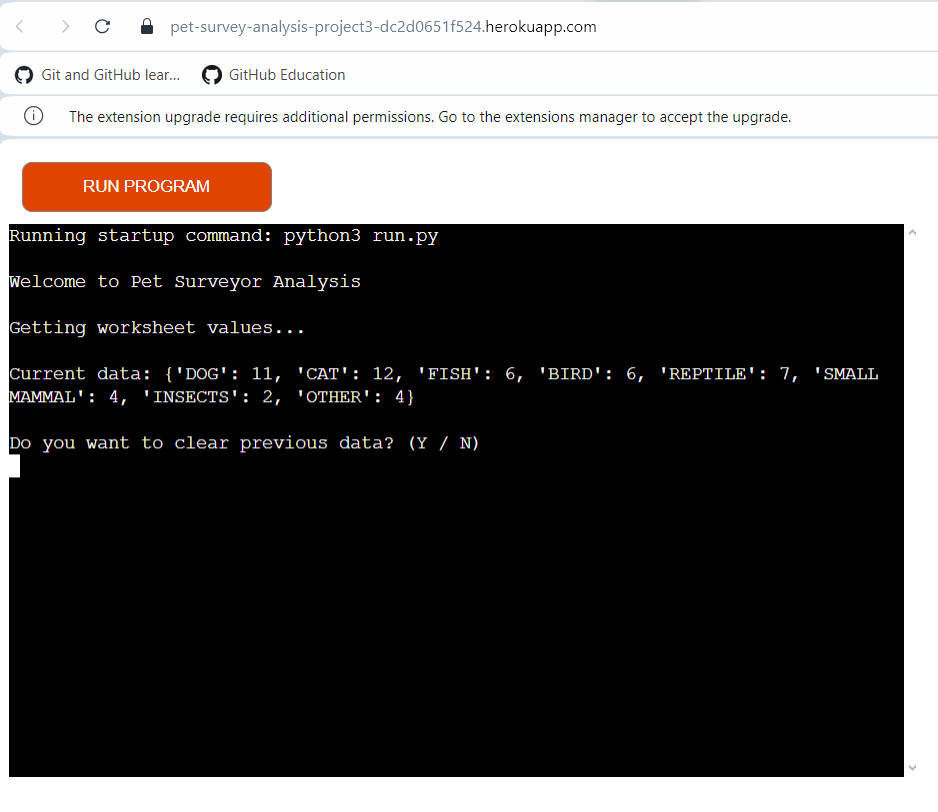 pet-survey-analysis-project3-dc2d0651f524.herokuapp.com
Git and GitHub lear... GitHub Education
The extension upgrade requires additional permissions. Go to the extensions manager to accept the upgrade.
RUN PROGRAM
Running startup command: python3 run.py
Welcome to Pet Surveyor Analysis
Getting worksheet values...
Current data: {'DOG': 11, 'CAT': 12, 'FISH': 6, 'BIRD': 6, 'REPTILE': 7, 'SMALL
MAMMAL': 4, 'INSECTS': 2, 'OTHER': 4}
Do you want to clear previous data? (Y / N)